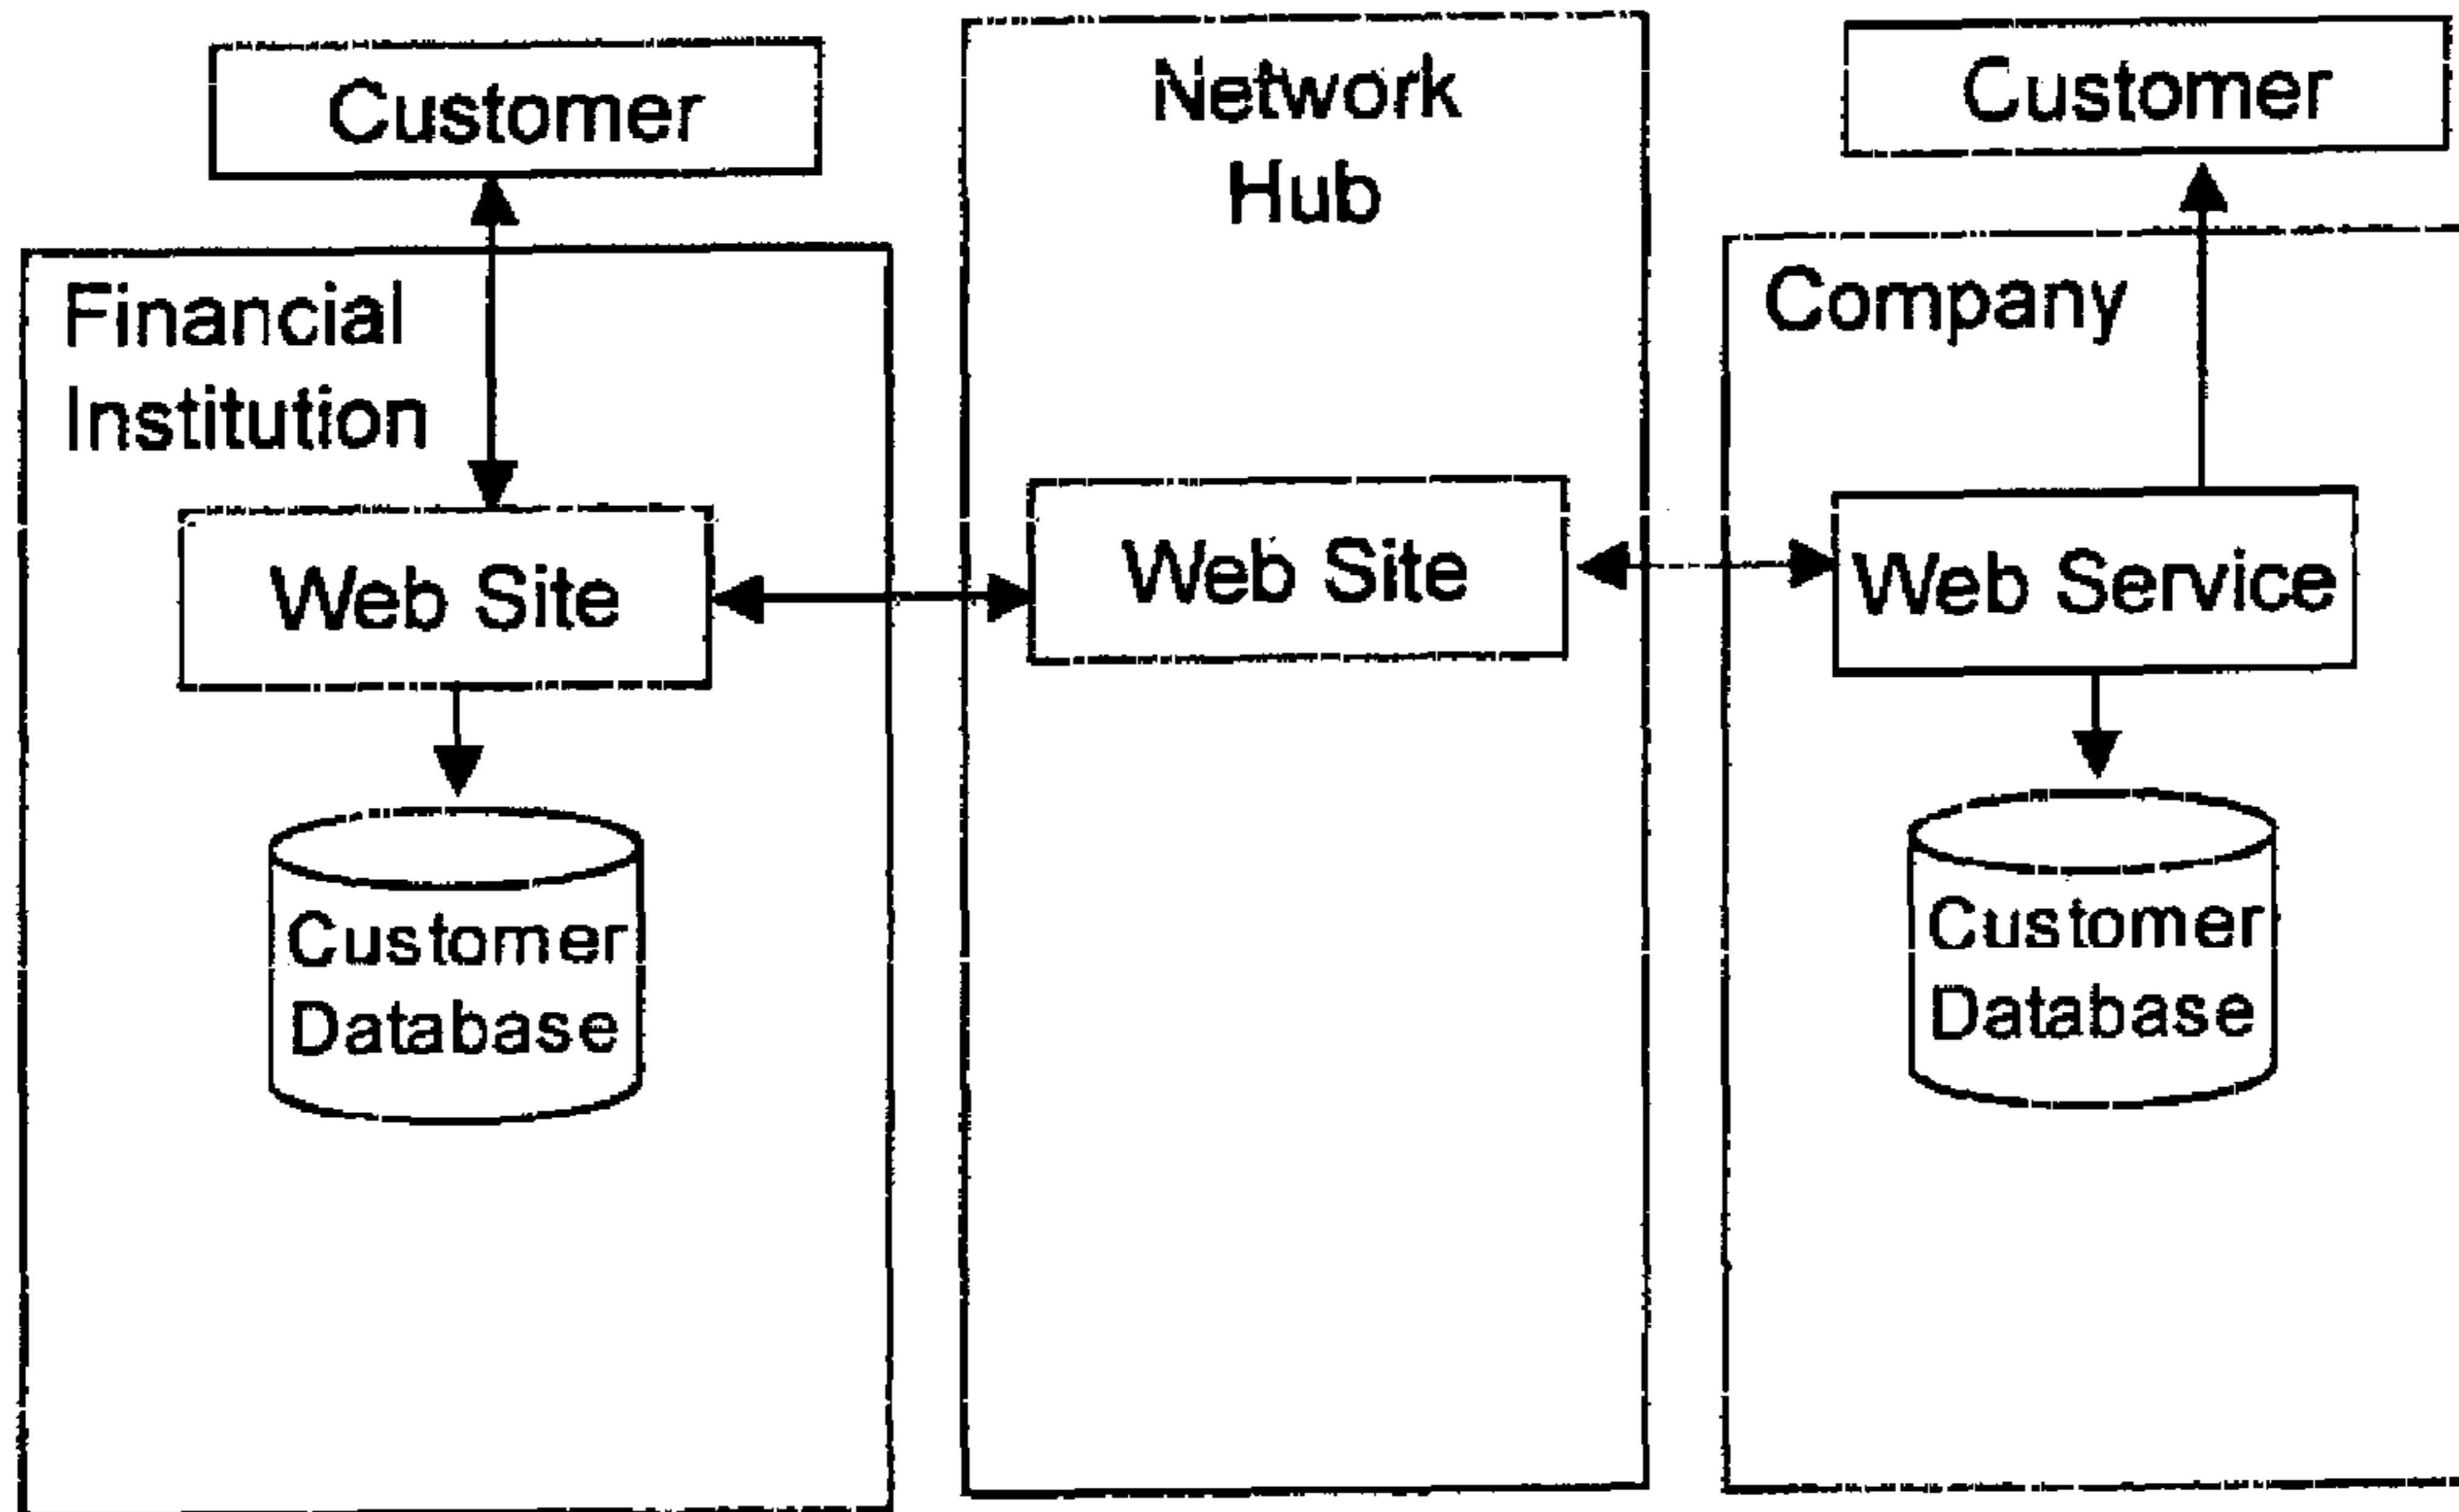 Customer
Financial
Institution
Web Site
Customer
Database
Network
Hub
Web Site
Customer
Company
Web Service
Customer
Database